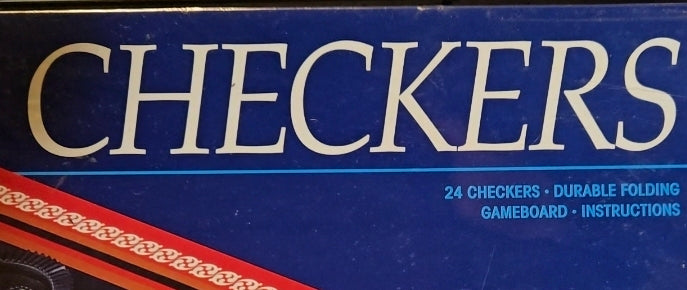 CHECKERS
24 CHECKERS · DURABLE FOLDING
GAMEBOARD · INSTRUCTIONS